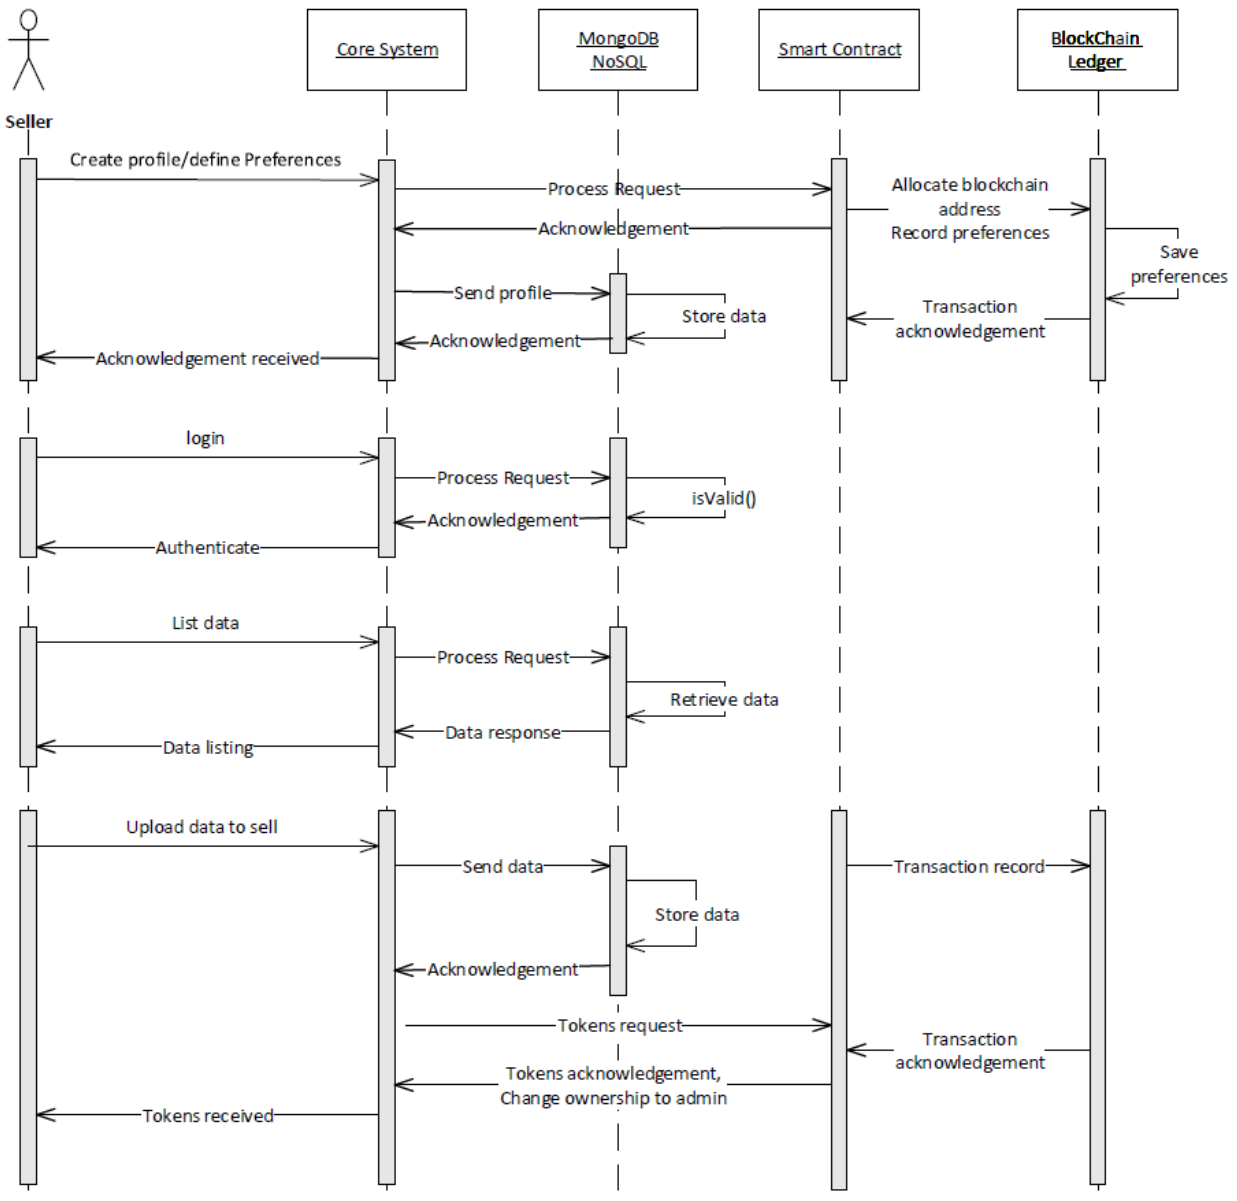 Seller
Core System
MongoDB
NoSQL
Smart Contract
BlockChain
Ledger
Create profile/define Preferences
Process Request
Allocate blockchain
address
Record preferences
Acknowledgement
Save
preferences
Send profile
Store data
Transaction
acknowledgement
Acknowledgement
Acknowledgement received
login
Process Request
isValid()
Acknowledgement
Authenticate
List data
Process Request
Retrieve data
Data response
Data listing
Upload data to sell
Send data
Transaction record
Store data
Acknowledgement
Tokens request
Transaction
acknowledgement
Tokens acknowledgement,
Change ownership to admin
Tokens received